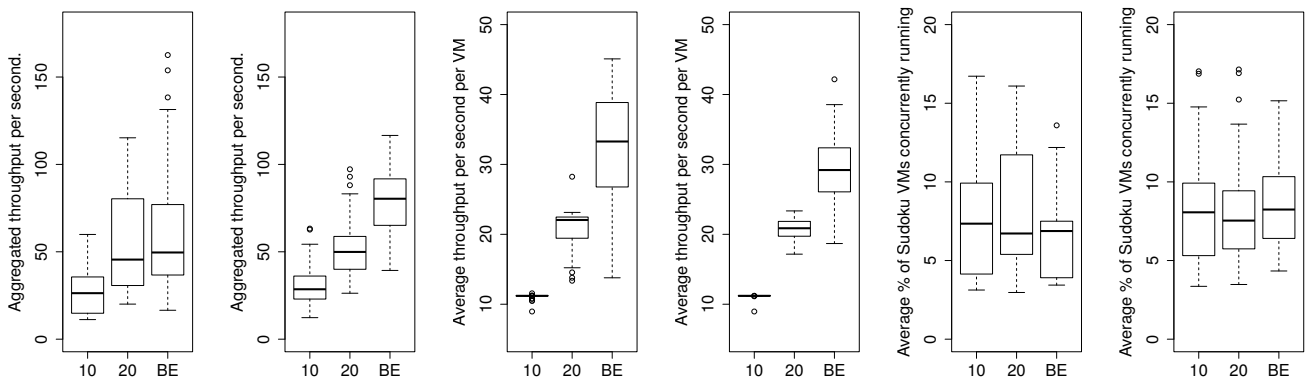 Aggregated throughput per second.
150
100
50
0
10 20 BE
Aggregated throughput per second.
150
100
50
0
10 20 BE
Average throughput per second per VM
50
40
30
20
10
10 20 BE
Average throughput per second per VM
50
40
30
20
10
10 20 BE
Average % of Sudoku VMs concurrently running
20
15
10
5
0
10 20 BE
Average % of Sudoku VMs concurrently running
20
15
10
5
0
10 20 BE